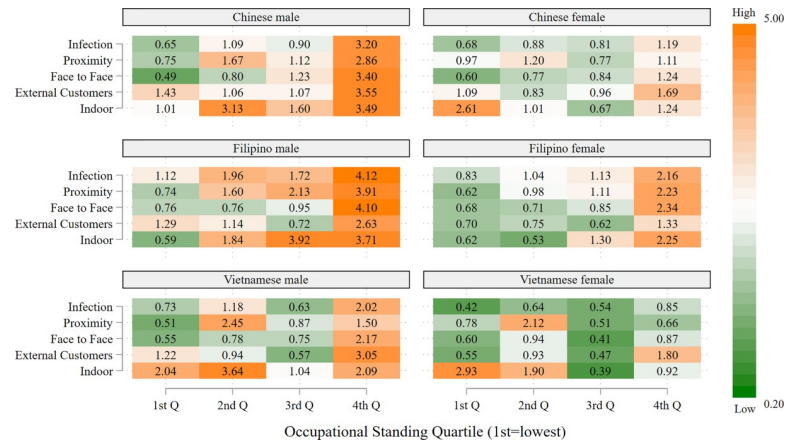 Chinese male Chinese female High 5.00
Infection 0.65 1.09 0.90 3.20 0.68 0.88 0.81 1.19
Proximity 0.75 1.67 1.12 2.86 0.97 1.20 0.77 1.11
Face to Face 0.49 0.80 1.23 3.40 0.60 0.77 0.84 1.24
External Customers 1.43 1.06 1.07 3.55 1.09 0.83 0.96 1.69
Indoor 1.01 3.13 1.60 3.49 2.61 1.01 0.67 1.24
Filipino male Filipino female
Infection 1.12 1.96 1.72 4.12 0.83 1.04 1.13 2.16
Proximity 0.74 1.60 2.13 3.91 0.62 0.98 1.11 2.23
Face to Face 0.76 0.76 0.95 4.10 0.68 0.71 0.85 2.34
External Customers 1.29 1.14 0.72 2.63 0.70 0.75 0.62 1.33
Indoor 0.59 1.84 3.92 3.71 0.62 0.53 1.30 2.25
Vietnamese male Vietnamese female
Infection 0.73 1.18 0.63 2.02 0.42 0.64 0.54 0.85
Proximity 0.51 2.45 0.87 1.50 0.78 2.12 0.51 0.66
Face to Face 0.55 0.78 0.75 2.17 0.60 0.94 0.41 0.87
External Customers 1.22 0.94 0.57 3.05 0.55 0.93 0.47 1.80
Indoor 2.04 3.64 1.04 2.09 2.93 1.90 0.39 0.92
1st Q 2nd Q 3rd Q 4th Q 1st Q 2nd Q 3rd Q 4th Q Low 0.20
Occupational Standing Quartile (1st=lowest)